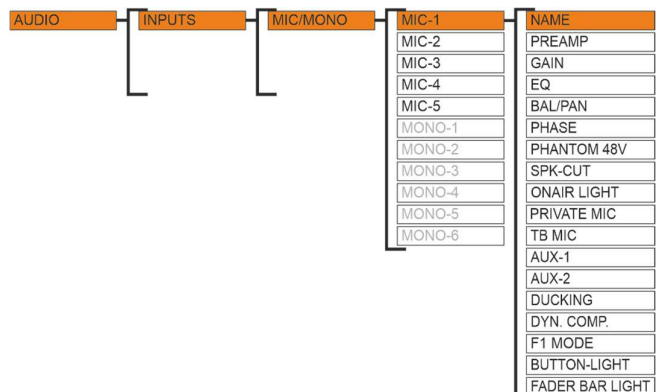 AUDIO
INPUTS
MIC/MONO
MIC-1
MIC-2
MIC-3
MIC-4
MIC-5
MONO-1
MONO-2
MONO-3
MONO-4
MONO-5
MONO-6
NAME
PREAMP
GAIN
EQ
BAL/PAN
PHASE
PHANTOM 48V
SPK-CUT
ONAIR LIGHT
PRIVATE MIC
TB MIC
AUX-1
AUX-2
DUCKING
DYN. COMP.
F1 MODE
BUTTON-LIGHT
FADER BAR LIGHT